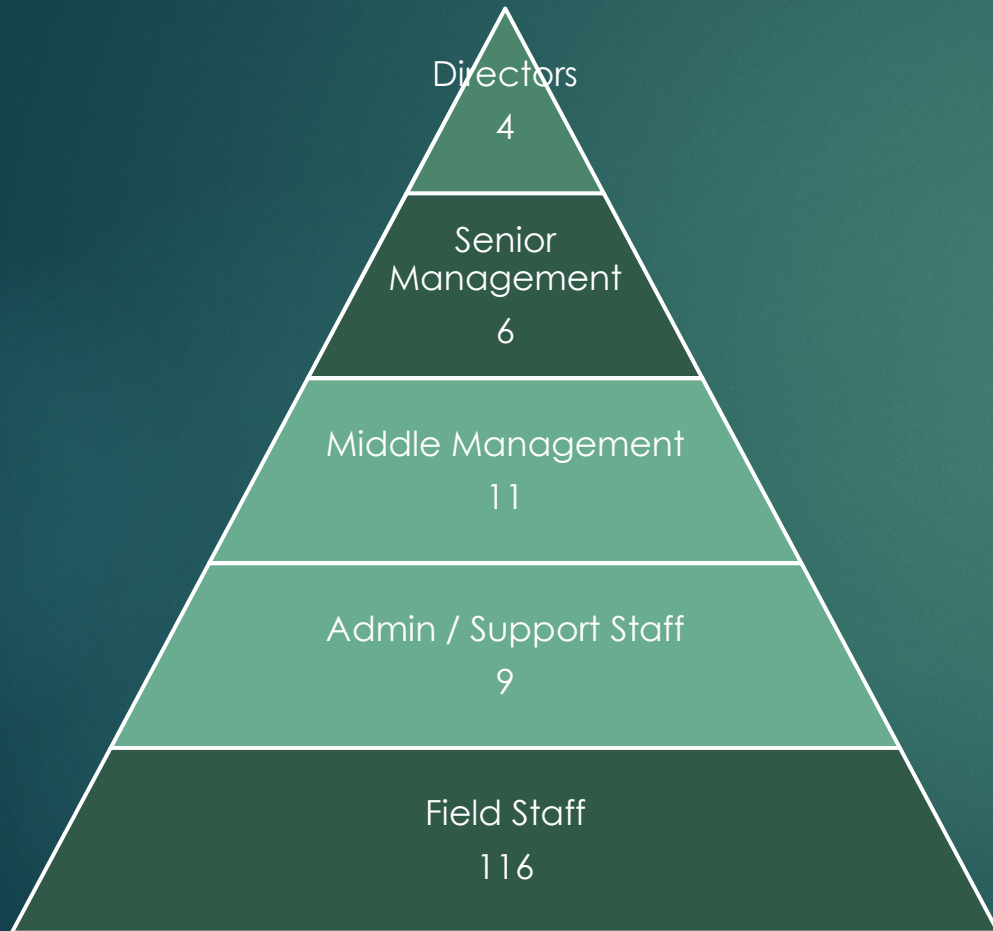 Directors
4
Senior
Management
6
Middle Management
11
Admin / Support Staff
9
Field Staff
116